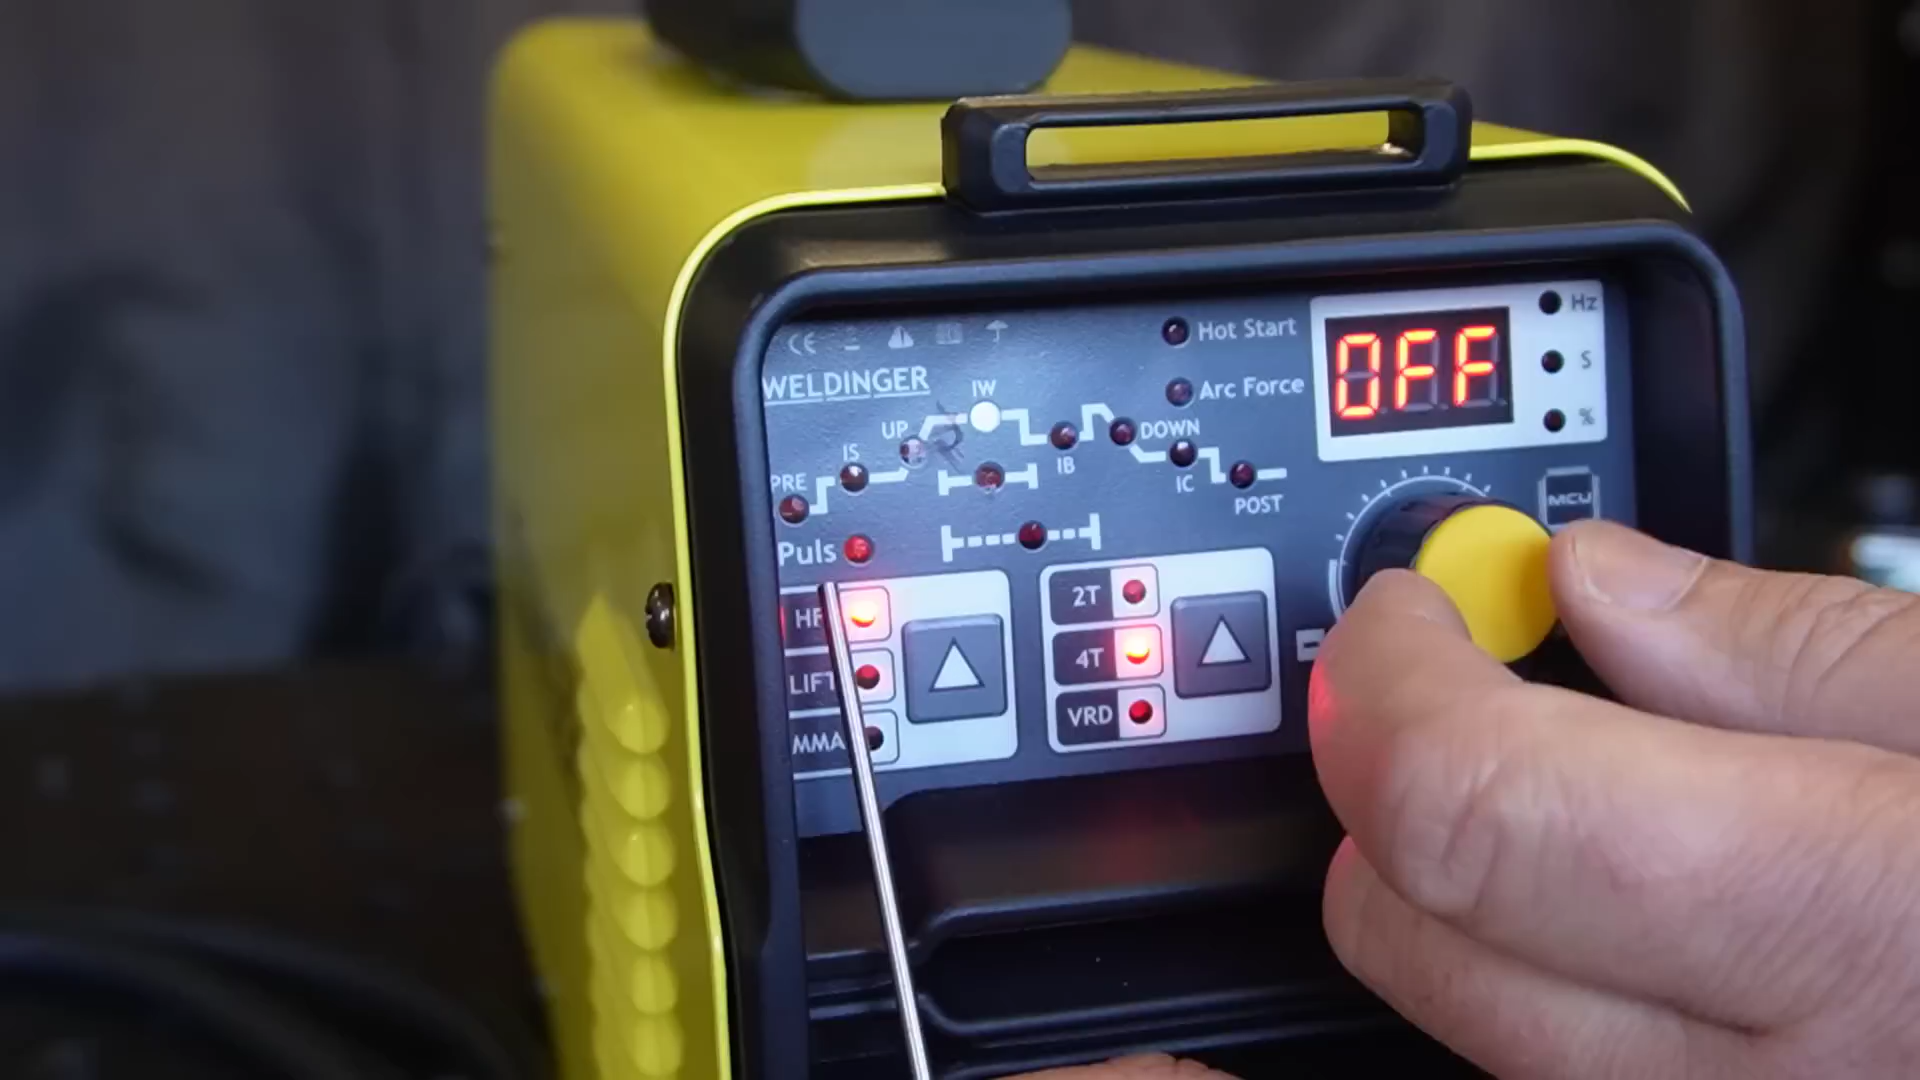 CE
Hot Start
Hz
OFF
S
WELDINGER
IW
Arc Force
%
UP
DOWN
IS
IB
PRE
IC
MCU
POST
Puls
HF
2T
LIFT
4T
MMA
VRD